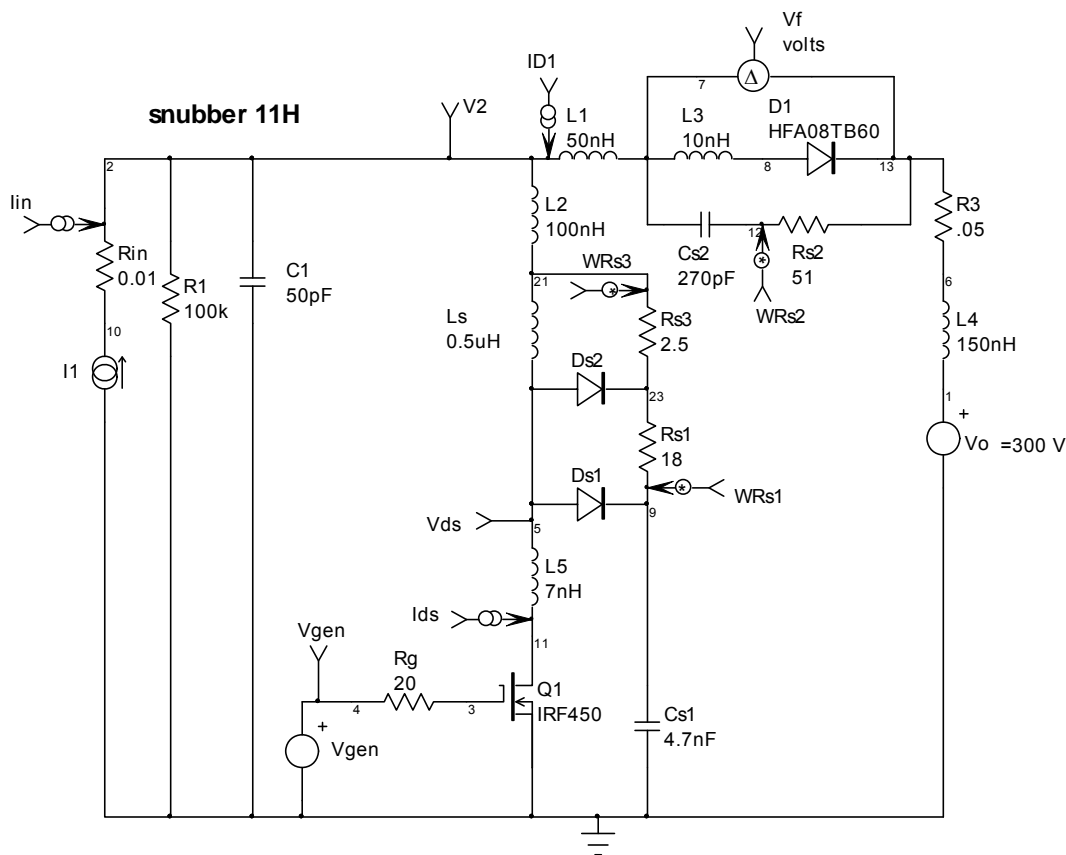 Vf
volts
ID1
7
Δ
snubber 11H
V2
L1
50nH
L3
10nH
D1
HFA08TB60
2
8
13
Iin
L2
100nH
R3
.05
Rin
0.01
R1
100k
C1
50pF
WRs3
*
21
Cs2
270pF
12
Rs2
51
*
WRs2
6
10
Ls
0.5uH
Rs3
2.5
L4
150nH
I1
Ds2
23
1
Rs1
18
+
Vo =300 V
Ds1
*
WRs1
9
Vds
5
L5
7nH
Ids
11
Vgen
Rg
20
4
3
Q1
IRF450
Cs1
4.7nF
+
Vgen